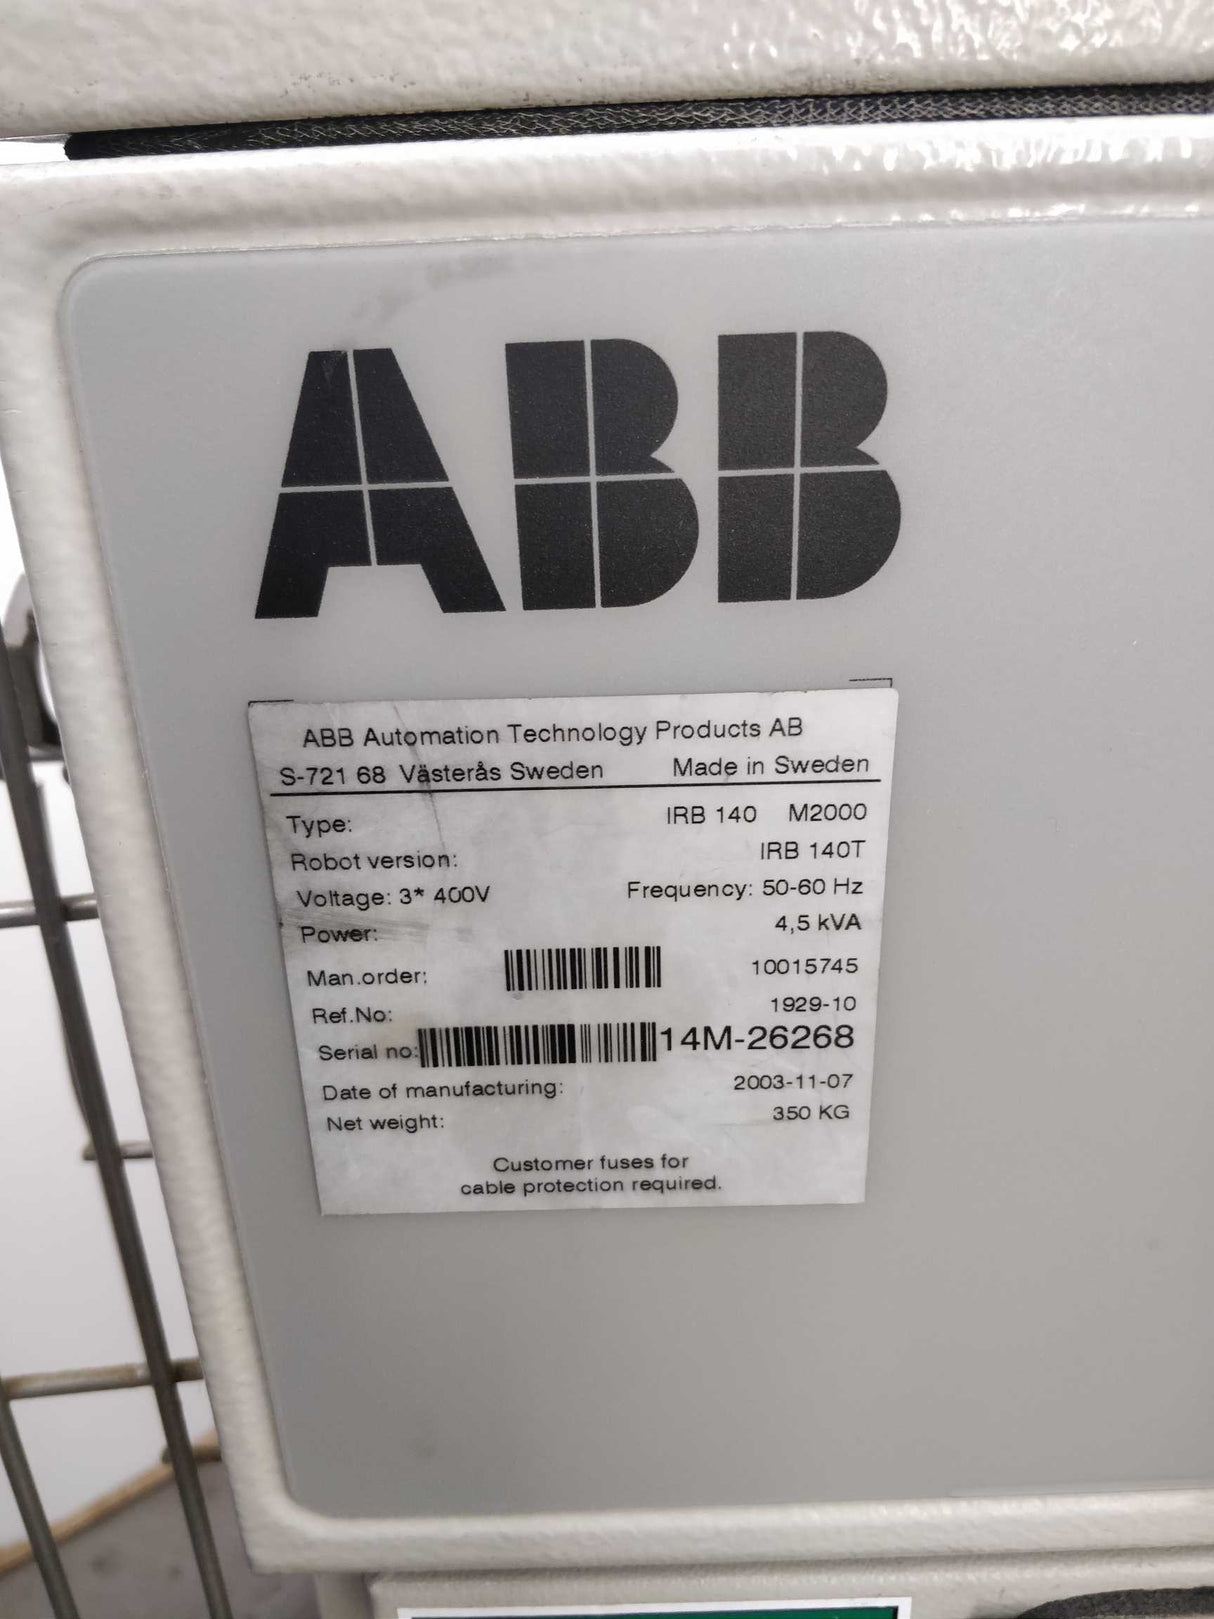 ABB
ABB Automation Technology Products AB
S-721 68 Västerås Sweden Made in Sweden
Type: IRB 140 M2000
Robot version: IRB 140T
Voltage: 3* 400V Frequency: 50-60 Hz
Power: 4,5 kVA
Man.order: 10015745
Ref.No: 1929-10
Serial no: 14M-26268
Date of manufacturing: 2003-11-07
Net weight: 350 KG
Customer fuses for
cable protection required.